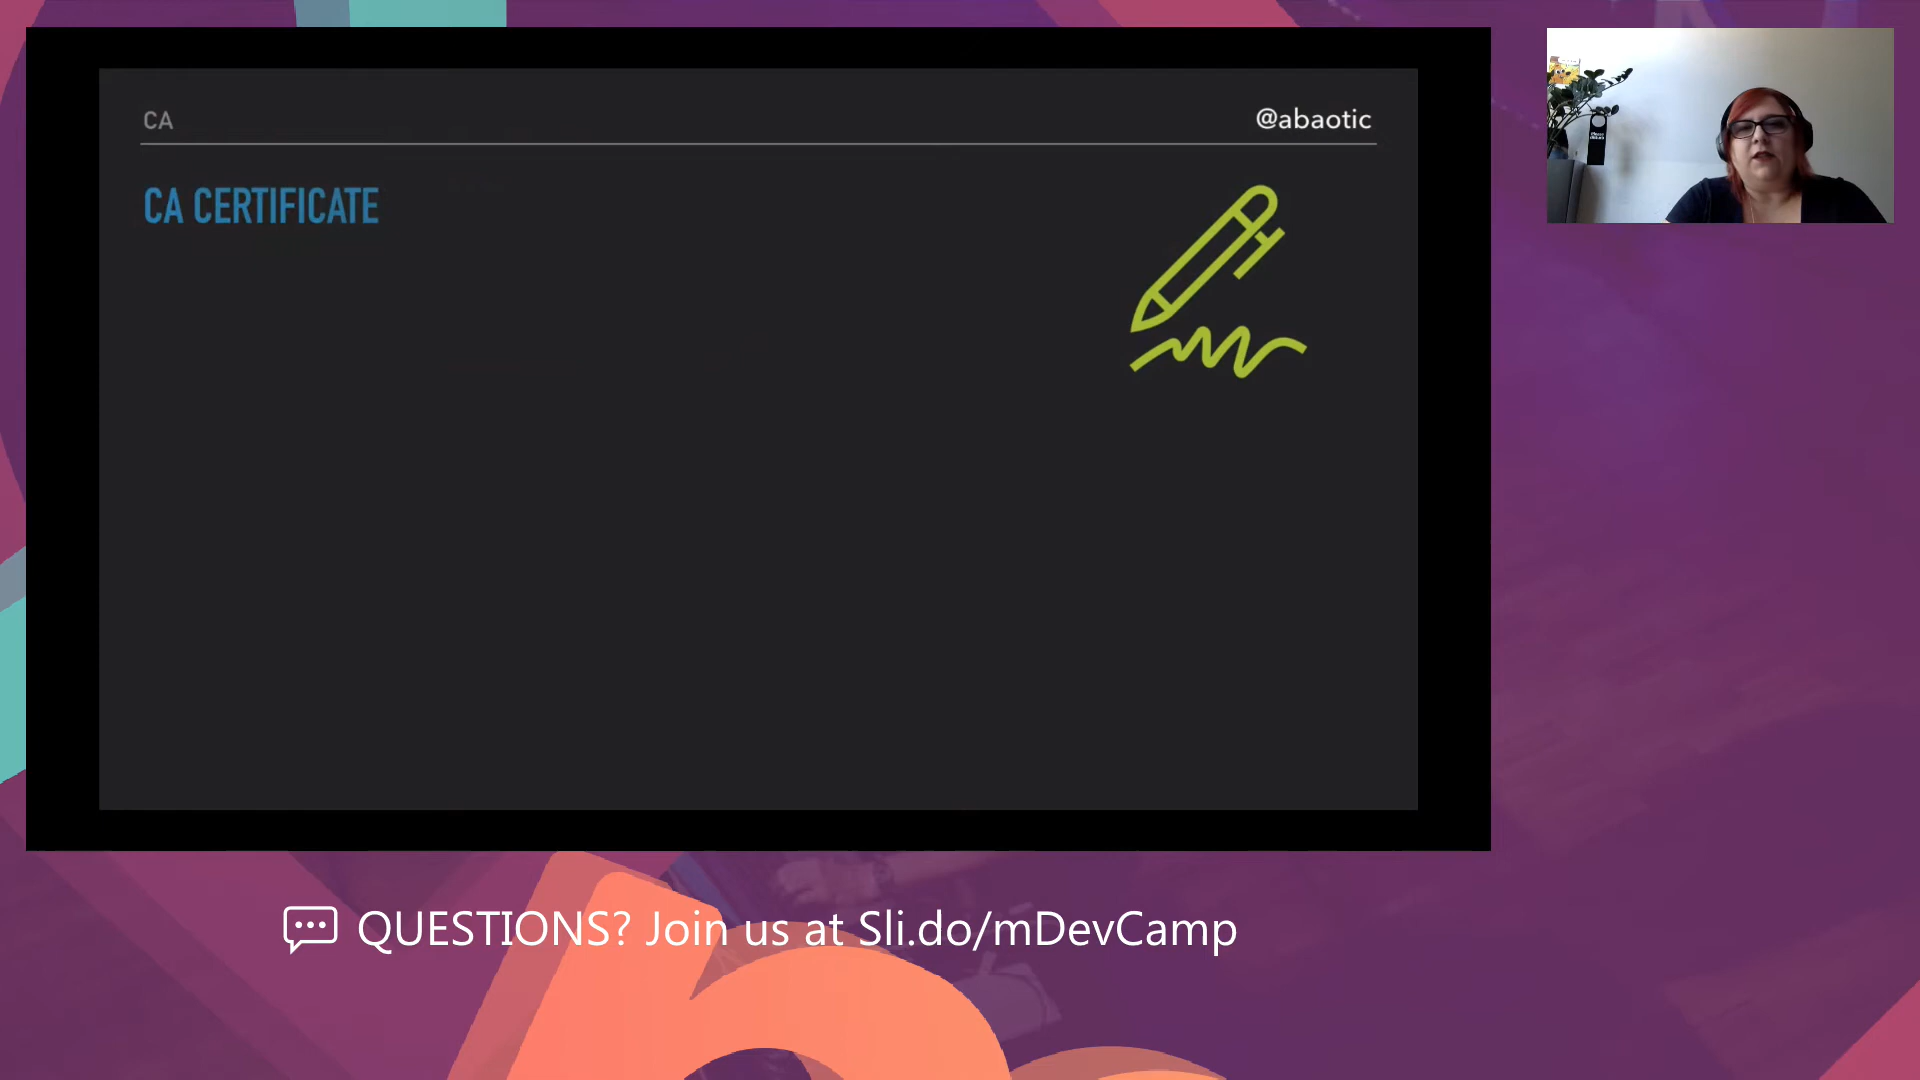 CA
@abaotic
CA CERTIFICATE
QUESTIONS? Join us at Sli.do/mDevCamp